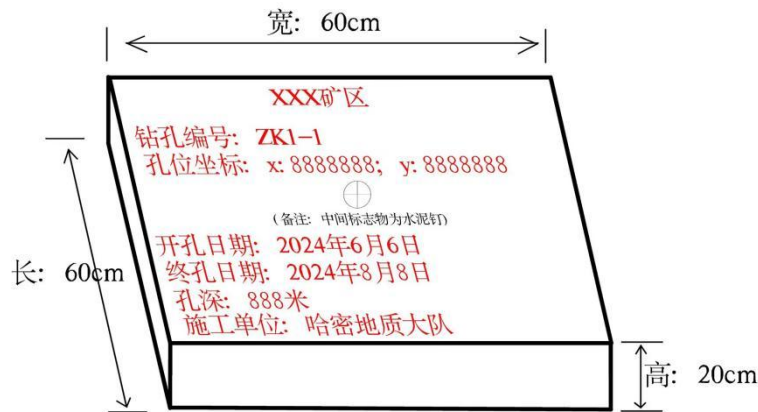 宽: 60cm
XXX矿区
钻孔编号: ZK1-1
孔位坐标: x: 8888888; y: 8888888
(备注: 中间标志物为水泥钉)
开孔日期: 2024年6月6日
终孔日期: 2024年8月8日
长: 60cm
孔深: 888米
施工单位: 哈密地质大队
高: 20cm